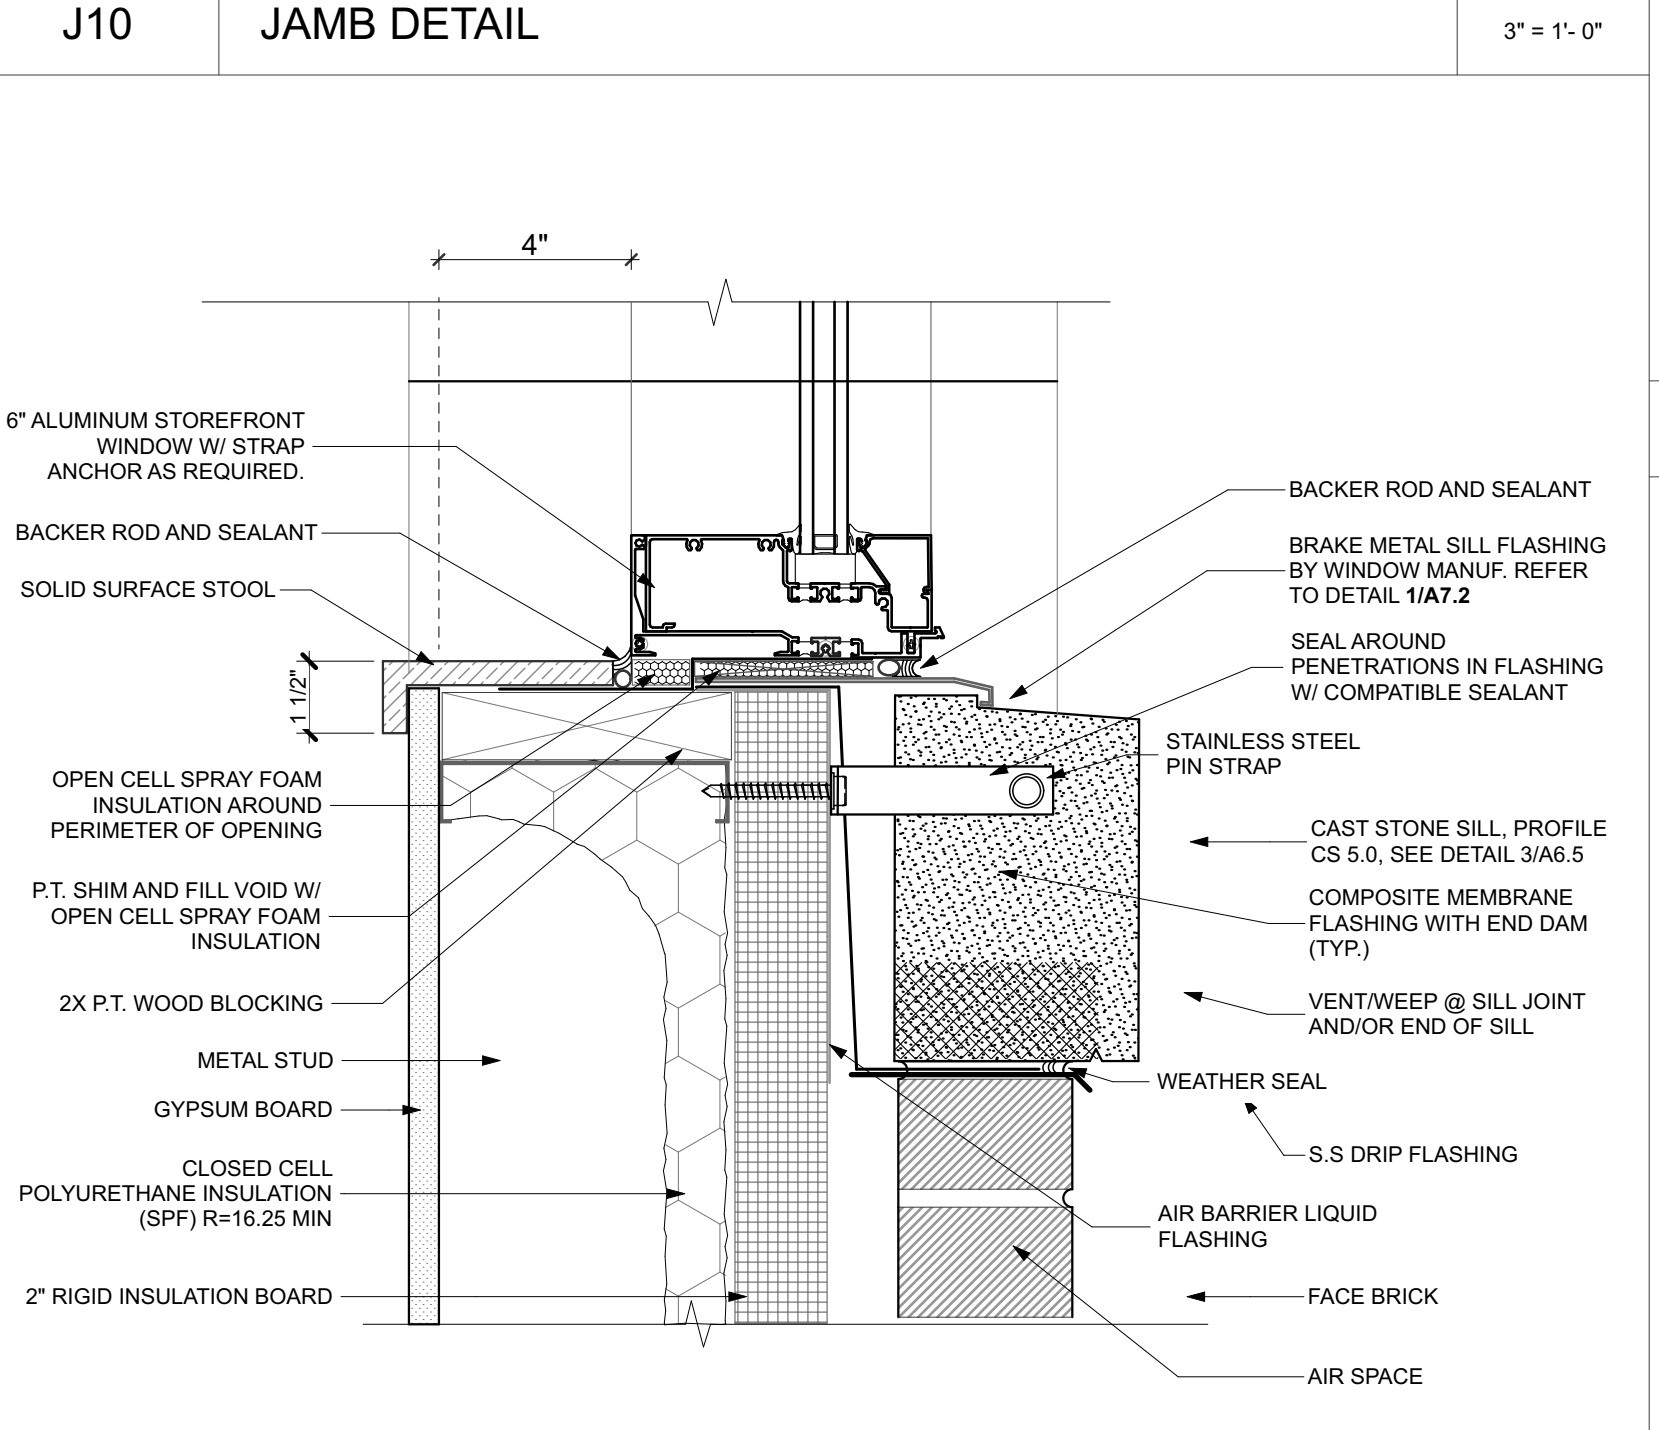 J10
JAMB DETAIL
3" = 1'- 0"
4"
6" ALUMINUM STOREFRONT
WINDOW W/ STRAP
ANCHOR AS REQUIRED.
BACKER ROD AND SEALANT
SOLID SURFACE STOOL
1 1/2"
OPEN CELL SPRAY FOAM
INSULATION AROUND
PERIMETER OF OPENING
P.T. SHIM AND FILL VOID W/
OPEN CELL SPRAY FOAM
INSULATION
2X P.T. WOOD BLOCKING
METAL STUD
GYPSUM BOARD
CLOSED CELL
POLYURETHANE INSULATION
(SPF) R=16.25 MIN
2" RIGID INSULATION BOARD
BACKER ROD AND SEALANT
BRAKE METAL SILL FLASHING
BY WINDOW MANUF. REFER
TO DETAIL 1/A7.2
SEAL AROUND
PENETRATIONS IN FLASHING
W/ COMPATIBLE SEALANT
STAINLESS STEEL
PIN STRAP
CAST STONE SILL, PROFILE
CS 5.0, SEE DETAIL 3/A6.5
COMPOSITE MEMBRANE
FLASHING WITH END DAM
(TYP.)
VENT/WEEP @ SILL JOINT
AND/OR END OF SILL
WEATHER SEAL
S.S DRIP FLASHING
AIR BARRIER LIQUID
FLASHING
FACE BRICK
AIR SPACE